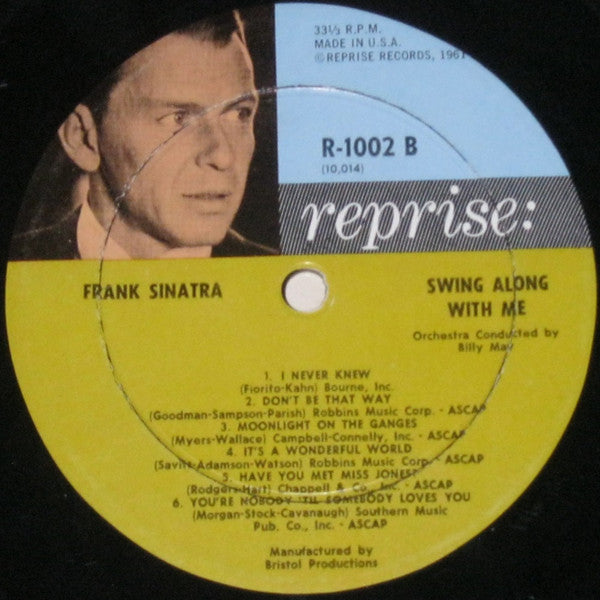 33⅓ R.P.M.
MADE IN U.S.A.
©REPRISE RECORDS, 1961
R-1002 B
(10,014)
reprise:
FRANK SINATRA
SWING ALONG
WITH ME
Orchestra Conducted by
Billy May
1. I NEVER KNEW
(Fiorito-Kahn) Bourne, Inc.
2. DON'T BE THAT WAY
(Goodman-Sampson-Parish) Robbins Music Corp. - ASCAP
3. MOONLIGHT ON THE GANGES
(Myers-Wallace) Campbell-Connelly, Inc. - ASCAP
4. IT'S A WONDERFUL WORLD
(Savitt-Adamson-Watson) Robbins Music Corp. - ASCAP
5. HAVE YOU MET MISS JONES?
(Rodgers-Hart) Chappell & Co., Inc. - ASCAP
6. YOU'RE NOBODY 'TIL SOMEBODY LOVES YOU
(Morgan-Stock-Cavanaugh) Southern Music
Pub. Co., Inc. - ASCAP
Manufactured by
Bristol Productions